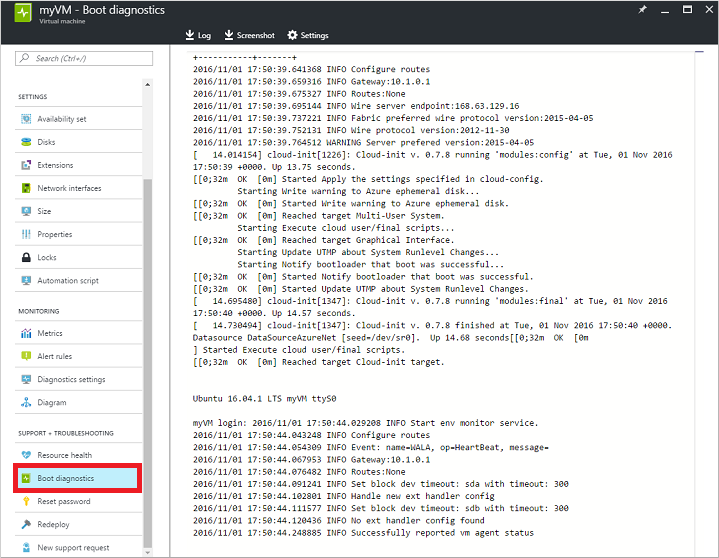 myVM - Boot diagnostics
Virtual machine
Log Screenshot Settings
Search (Ctrl+/)
SETTINGS
Availability set
Disks
Extensions
Network interfaces
Size
Properties
Locks
Automation script
MONITORING
Metrics
Alert rules
Diagnostics settings
Diagram
SUPPORT + TROUBLESHOOTING
Resource health
Boot diagnostics
Reset password
Redeploy
New support request
+-----------+-------+
2016/11/01 17:50:39.641368 INFO Configure routes
2016/11/01 17:50:39.659316 INFO Gateway:10.1.0.1
2016/11/01 17:50:39.675327 INFO Routes:None
2016/11/01 17:50:39.695144 INFO Wire server endpoint:168.63.129.16
2016/11/01 17:50:39.737221 INFO Fabric preferred wire protocol version:2015-04-05
2016/11/01 17:50:39.752131 INFO Wire protocol version:2012-11-30
2016/11/01 17:50:39.764512 WARNING Server prefered version:2015-04-05
[   14.014154] cloud-init[1226]: Cloud-init v. 0.7.8 running 'modules:config' at Tue, 01 Nov 2016
17:50:39 +0000. Up 13.75 seconds.
[[0;32m  OK  [0m] Started Apply the settings specified in cloud-config.
Starting Write warning to Azure ephemeral disk...
[[0;32m  OK  [0m] Started Write warning to Azure ephemeral disk.
[[0;32m  OK  [0m] Reached target Multi-User System.
Starting Execute cloud user/final scripts...
[[0;32m  OK  [0m] Reached target Graphical Interface.
Starting Update UTMP about System Runlevel Changes...
Starting Notify bootloader that boot was successful...
[[0;32m  OK  [0m] Started Notify bootloader that boot was successful.
[[0;32m  OK  [0m] Started Update UTMP about System Runlevel Changes.
[   14.695480] cloud-init[1347]: Cloud-init v. 0.7.8 running 'modules:final' at Tue, 01 Nov 2016
17:50:40 +0000. Up 14.57 seconds.
[   14.730494] cloud-init[1347]: Cloud-init v. 0.7.8 finished at Tue, 01 Nov 2016 17:50:40 +0000.
Datasource DataSourceAzureNet [seed=/dev/sr0].  Up 14.68 seconds[[0;32m  OK  [0m
] Started Execute cloud user/final scripts.
[[0;32m  OK  [0m] Reached target Cloud-init target.
Ubuntu 16.04.1 LTS myVM ttyS0
myVM login: 2016/11/01 17:50:44.029208 INFO Start env monitor service.
2016/11/01 17:50:44.043248 INFO Configure routes
2016/11/01 17:50:44.054309 INFO Event: name=WALA, op=HeartBeat, message=
2016/11/01 17:50:44.067953 INFO Gateway:10.1.0.1
2016/11/01 17:50:44.076482 INFO Routes:None
2016/11/01 17:50:44.091241 INFO Set block dev timeout: sda with timeout: 300
2016/11/01 17:50:44.102801 INFO Handle new ext handler config
2016/11/01 17:50:44.111577 INFO Set block dev timeout: sdb with timeout: 300
2016/11/01 17:50:44.120436 INFO No ext handler config found
2016/11/01 17:50:44.248885 INFO Successfully reported vm agent status